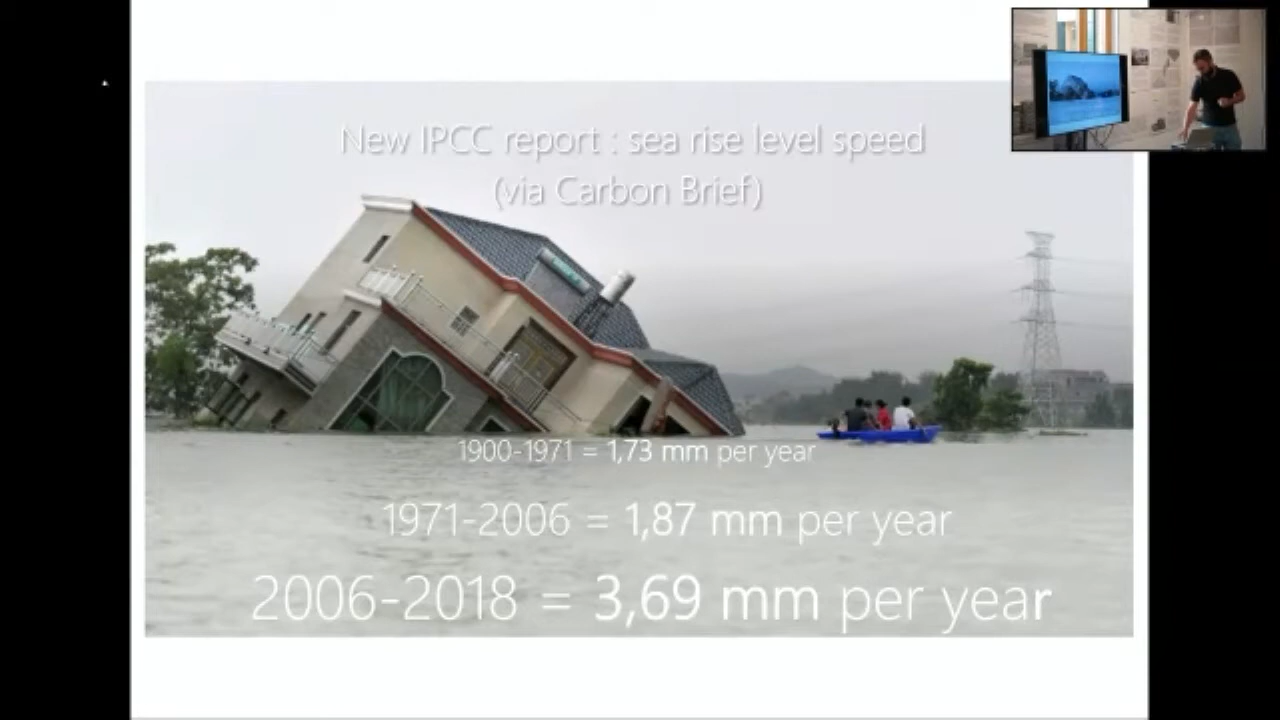 New IPCC report : sea rise level speed
(via Carbon Brief)
1900-1971 = 1,73 mm per year
1971-2006 = 1,87 mm per year
2006-2018 = 3,69 mm per year